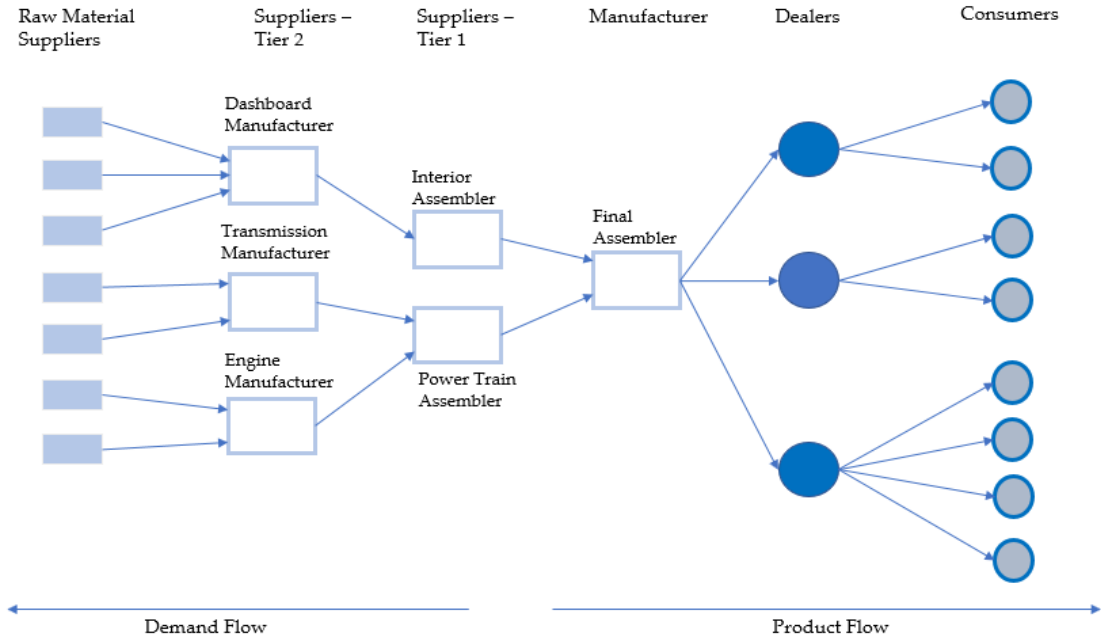 Raw Material
Suppliers
Suppliers –
Tier 2
Suppliers –
Tier 1
Manufacturer
Dealers
Consumers
Dashboard
Manufacturer
Interior
Assembler
Transmission
Manufacturer
Final
Assembler
Engine
Manufacturer
Power Train
Assembler
Demand Flow
Product Flow